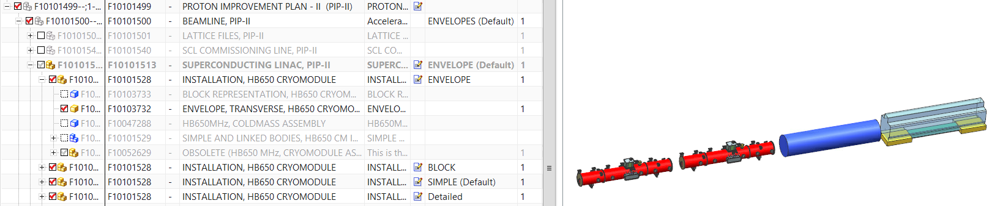 F10101499--;1-... F10101499 - PROTON IMPROVEMENT PLAN - II (PIP-II) PROTON...
F10101500--... F10101500 - BEAMLINE, PIP-II Accelera... ENVELOPES (Default) 1
F1010150... F10101501 - LATTICE FILES, PIP-II LATTICE ... 1
F1010154... F10101540 - SCL COMMISSIONING LINE, PIP-II SCL CO... 1
F101015... F10101513 - SUPERCONDUCTING LINAC, PIP-II SUPERC... ENVELOPE (Default) 1
F1010... F10101528 - INSTALLATION, HB650 CRYOMODULE INSTALL... ENVELOPE 1
F10... F10103733 - BLOCK REPRESENTATION, HB650 CRYOM... BLOCK R...
F10... F10103732 - ENVELOPE, TRANSVERSE, HB650 CRYOMO... ENVELO... 1
F10... F10047288 - HB650MHz, COLDMASS ASSEMBLY HB650M...
F10... F10101529 - SIMPLE AND LINKED BODIES, HB650 CM I... SIMPLE ...
F10... F10052629 - OBSOLETE (HB650 MHz, CRYOMODULE AS... This is th... 1
F1010... F10101528 - INSTALLATION, HB650 CRYOMODULE INSTALL... BLOCK 1
F1010... F10101528 - INSTALLATION, HB650 CRYOMODULE INSTALL... SIMPLE (Default) 1
F1010... F10101528 - INSTALLATION, HB650 CRYOMODULE INSTALL... Detailed 1